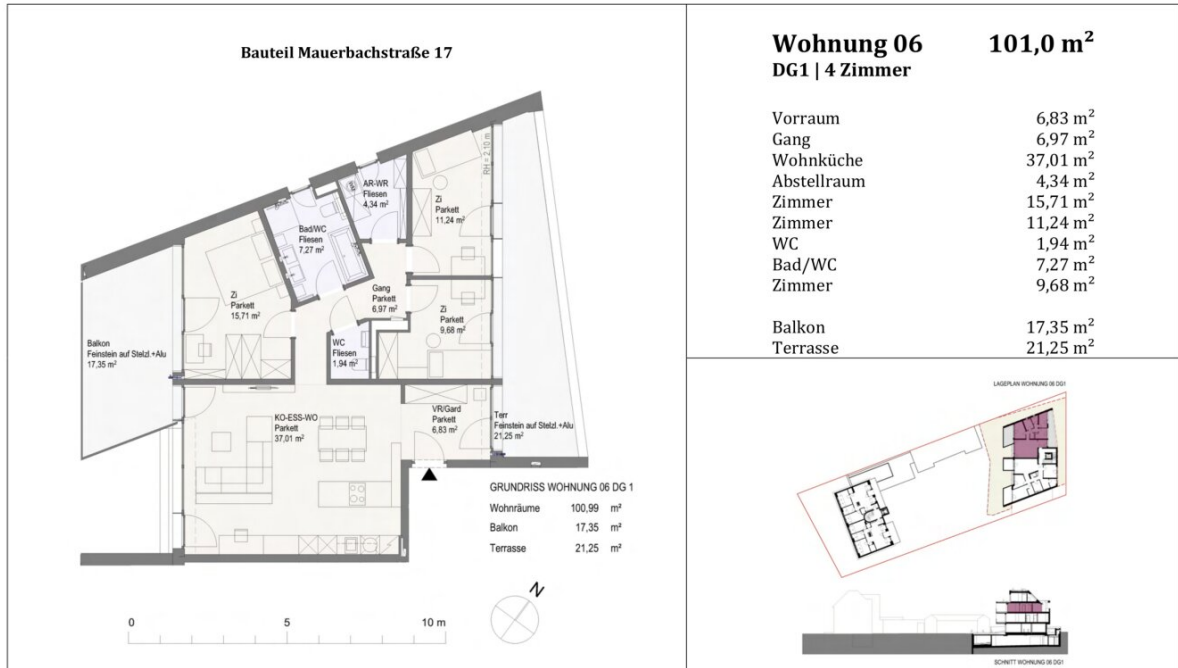 Bauteil Mauerbachstraße 17
RH = 2.10 m
AR-WR
Fliesen
4,34 m²
Zi
Parkett
11,24 m²
Bad/WC
Fliesen
7,27 m²
Zi
Parkett
15,71 m²
Gang
Parkett
6,97 m²
Zi
Parkett
9,68 m²
WC
Fliesen
1,94 m²
Balkon
Feinstein auf Stelzl.+Alu
17,35 m²
KO-ESS-WO
Parkett
37,01 m²
VR/Gard
Parkett
6,83 m²
Terr
Feinstein auf Stelzl.+Alu
21,25 m²
GRUNDRISS WOHNUNG 06 DG 1
Wohnräume 100,99 m²
Balkon 17,35 m²
Terrasse 21,25 m²
N
0 5 10 m
Wohnung 06 101,0 m²
DG1 | 4 Zimmer
Vorraum 6,83 m²
Gang 6,97 m²
Wohnküche 37,01 m²
Abstellraum 4,34 m²
Zimmer 15,71 m²
Zimmer 11,24 m²
WC 1,94 m²
Bad/WC 7,27 m²
Zimmer 9,68 m²
Balkon 17,35 m²
Terrasse 21,25 m²
LAGEPLAN WOHNUNG 06 DG1
SCHNITT WOHNUNG 06 DG1